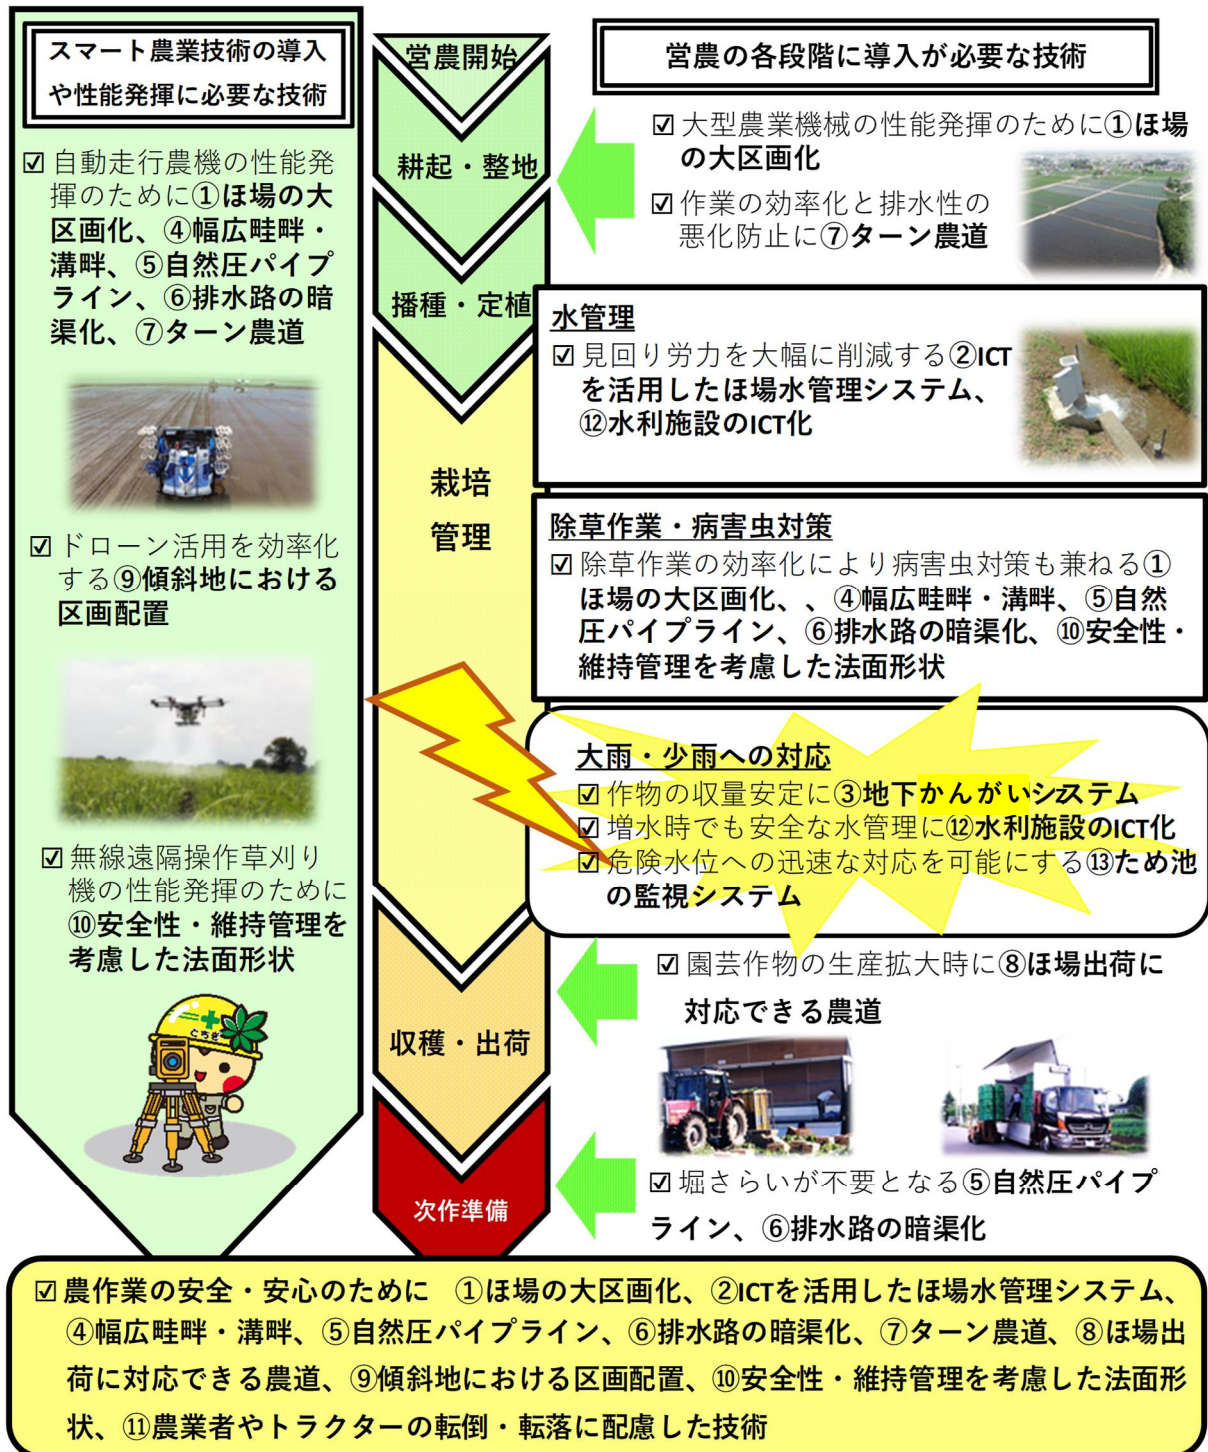 スマート農業技術の導入
や性能発揮に必要な技術
☑自動走行農機の性能発
揮のために①ほ場の大
区画化、④幅広畦畔・
溝畔、⑤自然圧パイプ
ライン、⑥排水路の暗
渠化、⑦ターン農道
☑ドローン活用を効率化
する⑨傾斜地における
区画配置
☑無線遠隔操作草刈り
機の性能発揮のために
⑩安全性・維持管理を
考慮した法面形状
とちぎ
営農開始
耕起・整地
播種・定植
栽培
管理
収穫・出荷
次作準備
営農の各段階に導入が必要な技術
☑大型農業機械の性能発揮のために①ほ場
の大区画化
☑作業の効率化と排水性の
悪化防止に⑦ターン農道
水管理
☑見回り労力を大幅に削減する②ICT
を活用したほ場水管理システム、
⑫水利施設のICT化
除草作業・病害虫対策
☑除草作業の効率化により病害虫対策も兼ねる①
ほ場の大区画化、、④幅広畦畔・溝畔、⑤自然
圧パイプライン、⑥排水路の暗渠化、⑩安全性・
維持管理を考慮した法面形状
大雨・少雨への対応
☑作物の収量安定に③地下かんがいシステム
☑増水時でも安全な水管理に⑫水利施設のICT化
☑危険水位への迅速な対応を可能にする⑬ため池
の監視システム
☑園芸作物の生産拡大時に⑧ほ場出荷に
対応できる農道
☑堀さらいが不要となる⑤自然圧パイプ
ライン、⑥排水路の暗渠化
☑農作業の安全・安心のために ①ほ場の大区画化、②ICTを活用したほ場水管理システム、
④幅広畦畔・溝畔、⑤自然圧パイプライン、⑥排水路の暗渠化、⑦ターン農道、⑧ほ場出
荷に対応できる農道、⑨傾斜地における区画配置、⑩安全性・維持管理を考慮した法面形
状、⑪農業者やトラクターの転倒・転落に配慮した技術